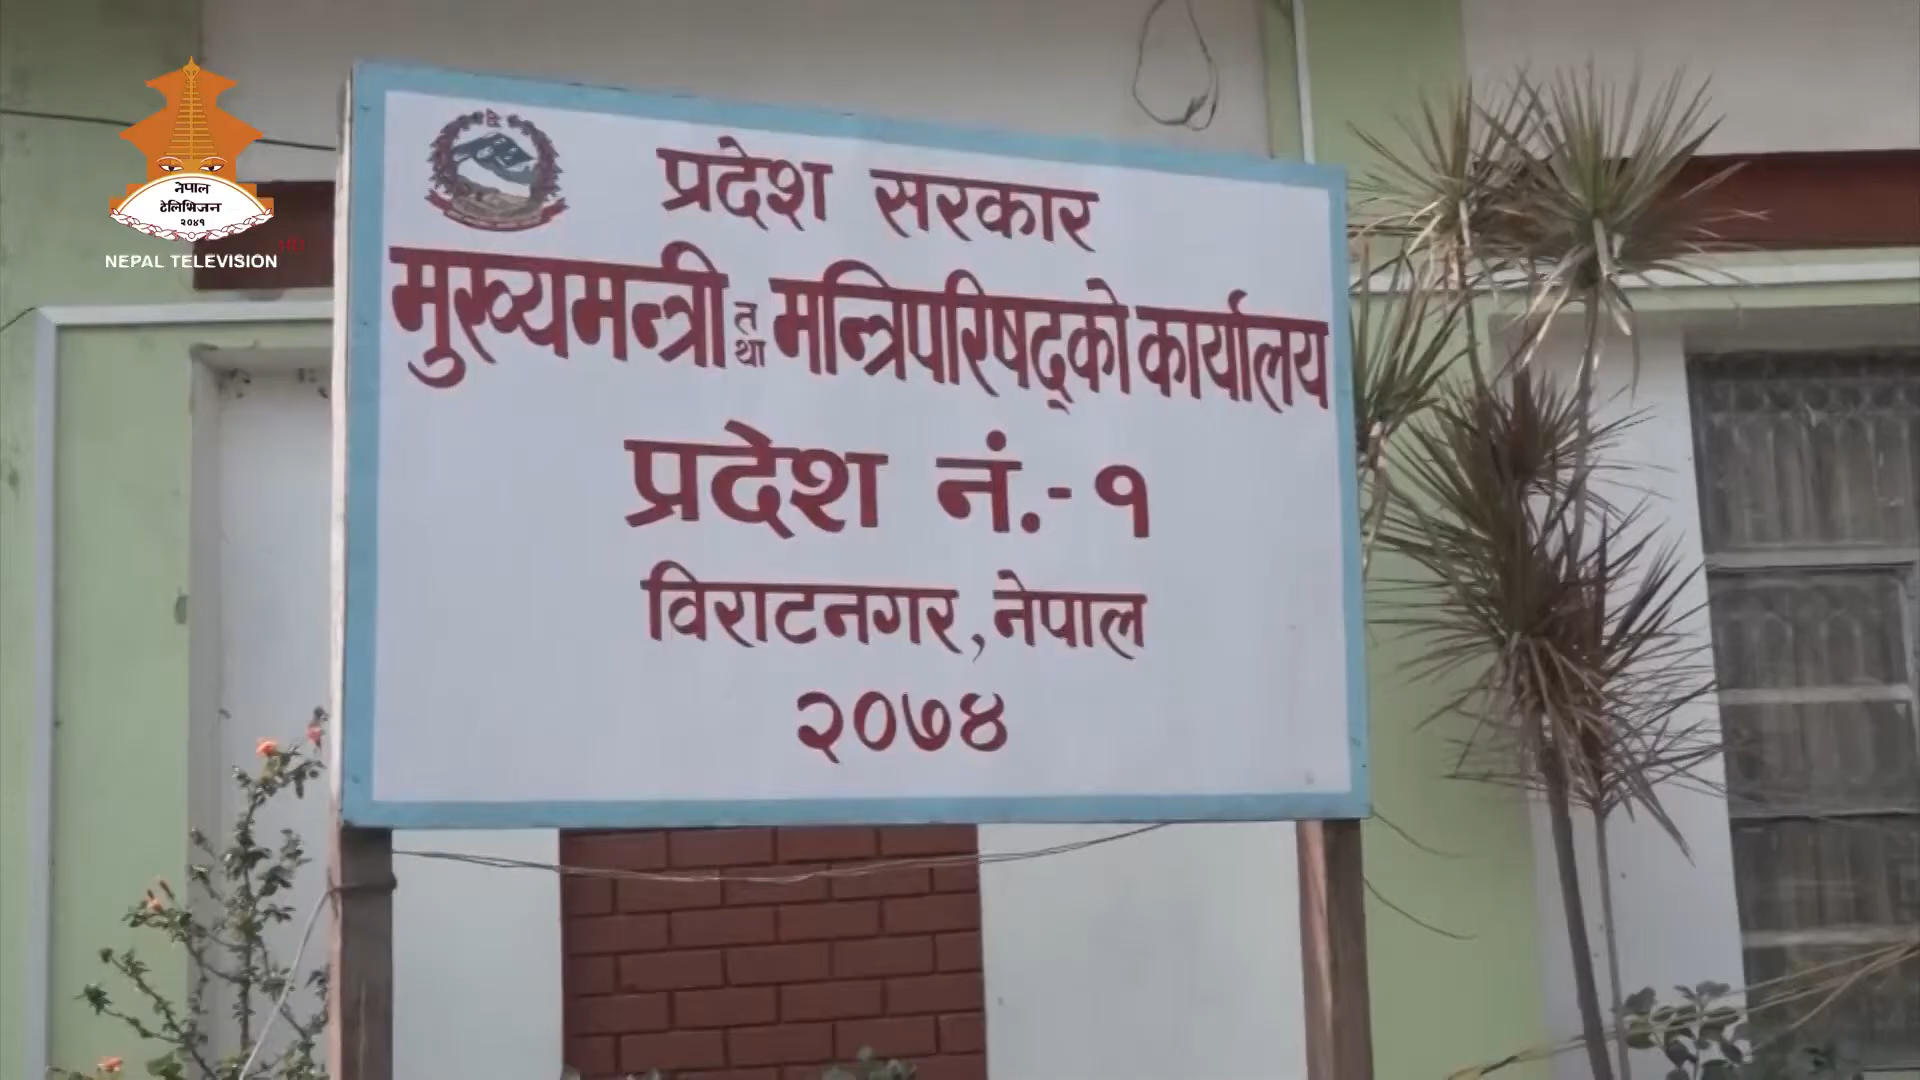 नेपाल
टेलिभिजन
२०४१
NEPAL TELEVISION
HD
प्रदेश सरकार
मुख्यमन्त्री तथा मन्त्रिपरिषद्को कार्यालय
प्रदेश नं.-१
विराटनगर, नेपाल
२०७४